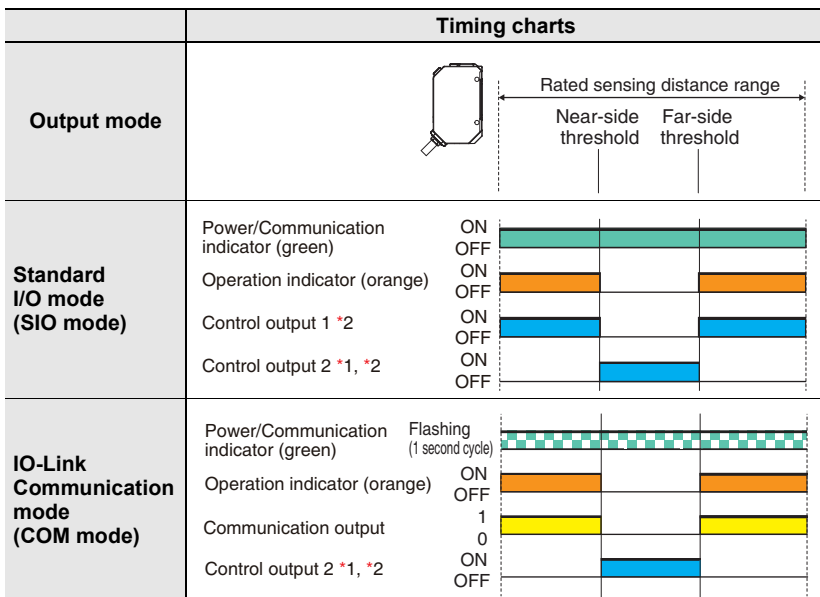 Timing charts
Output mode
Rated sensing distance range
Near-side
threshold
Far-side
threshold
Standard
I/O mode
(SIO mode)
Power/Communication
indicator (green)
ON
OFF
Operation indicator (orange)
ON
OFF
Control output 1 *2
ON
OFF
Control output 2 *1, *2
ON
OFF
IO-Link
Communication
mode
(COM mode)
Power/Communication
indicator (green)
Flashing
(1 second cycle)
Operation indicator (orange)
ON
OFF
Communication output
1
0
Control output 2 *1, *2
ON
OFF